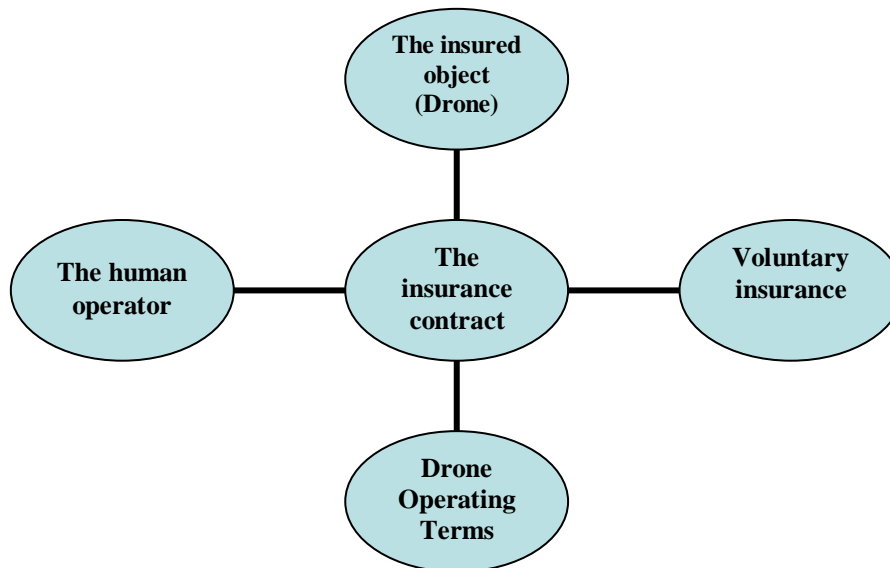 The insured
object
(Drone)
The human
operator
The
insurance
contract
Voluntary
insurance
Drone
Operating
Terms